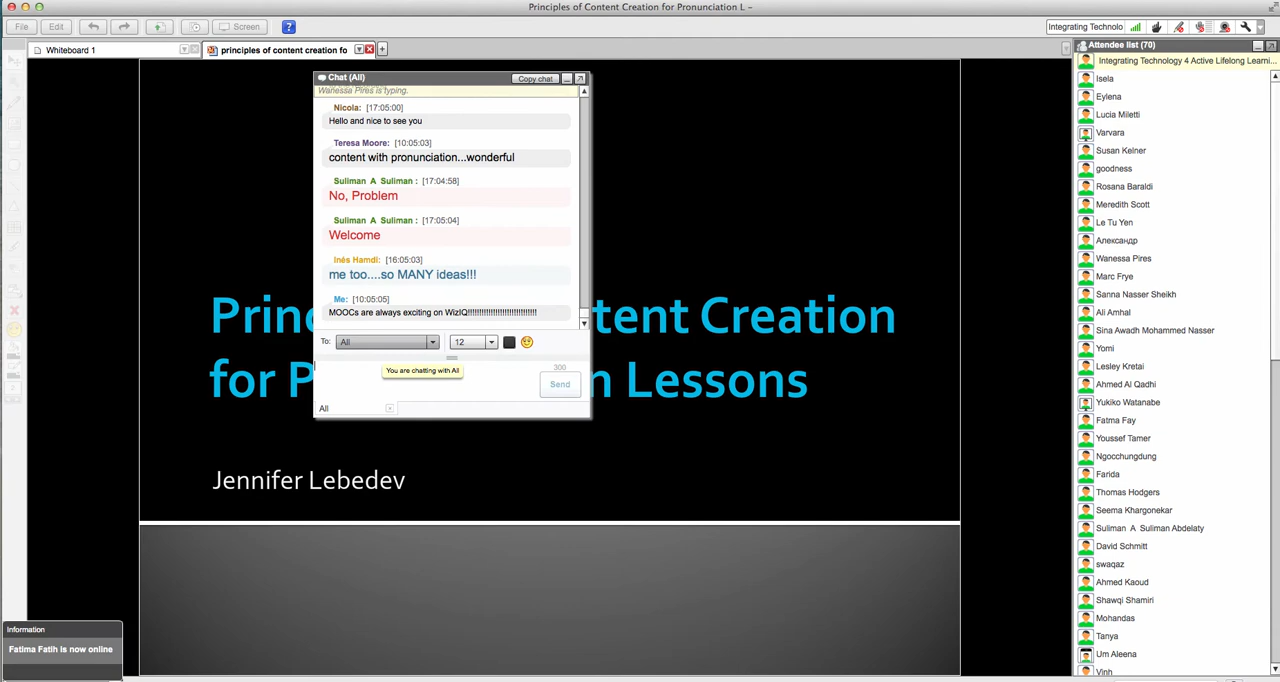 Principles of Content Creation for Pronunciation L -
File
Edit
Screen
?
Integrating Technolo
Whiteboard 1
principles of content creation fo
Attendee list (70)
Integrating Technology 4 Active Lifelong Learni...
Isela
Eylena
Lucia Miletti
Varvara
Susan Kelner
goodness
Rosana Baraldi
Meredith Scott
Le Tu Yen
Александр
Wanessa Pires
Marc Frye
Sanna Nasser Sheikh
Ali Amhal
Sina Awadh Mohammed Nasser
Yomi
Lesley Kretai
Ahmed Al Qadhi
Yukiko Watanabe
Fatma Fay
Youssef Tamer
Ngocchungdung
Farida
Thomas Hodgers
Seema Khargonekar
Suliman A Suliman Abdelaty
David Schmitt
swaqaz
Ahmed Kaoud
Shawqi Shamiri
Mohandas
Tanya
Um Aleena
Vinh
Chat (All)
Copy chat
Wanessa Pires is typing.
Nicola: [17:05:00]
Hello and nice to see you
Teresa Moore: [10:05:03]
content with pronunciation...wonderful
Suliman A Suliman : [17:04:58]
No, Problem
Suliman A Suliman : [17:05:04]
Welcome
Inés Hamdi: [16:05:03]
me too....so MANY ideas!!!
Me: [10:05:05]
MOOCs are always exciting on WizIQ!!!!!!!!!!!!!!!!!!!!!!!!!!!!!!
To: All 12
You are chatting with All
300
Send
All
Prin tent Creation
for P n Lessons
Jennifer Lebedev
Information
Fatima Fatih is now online